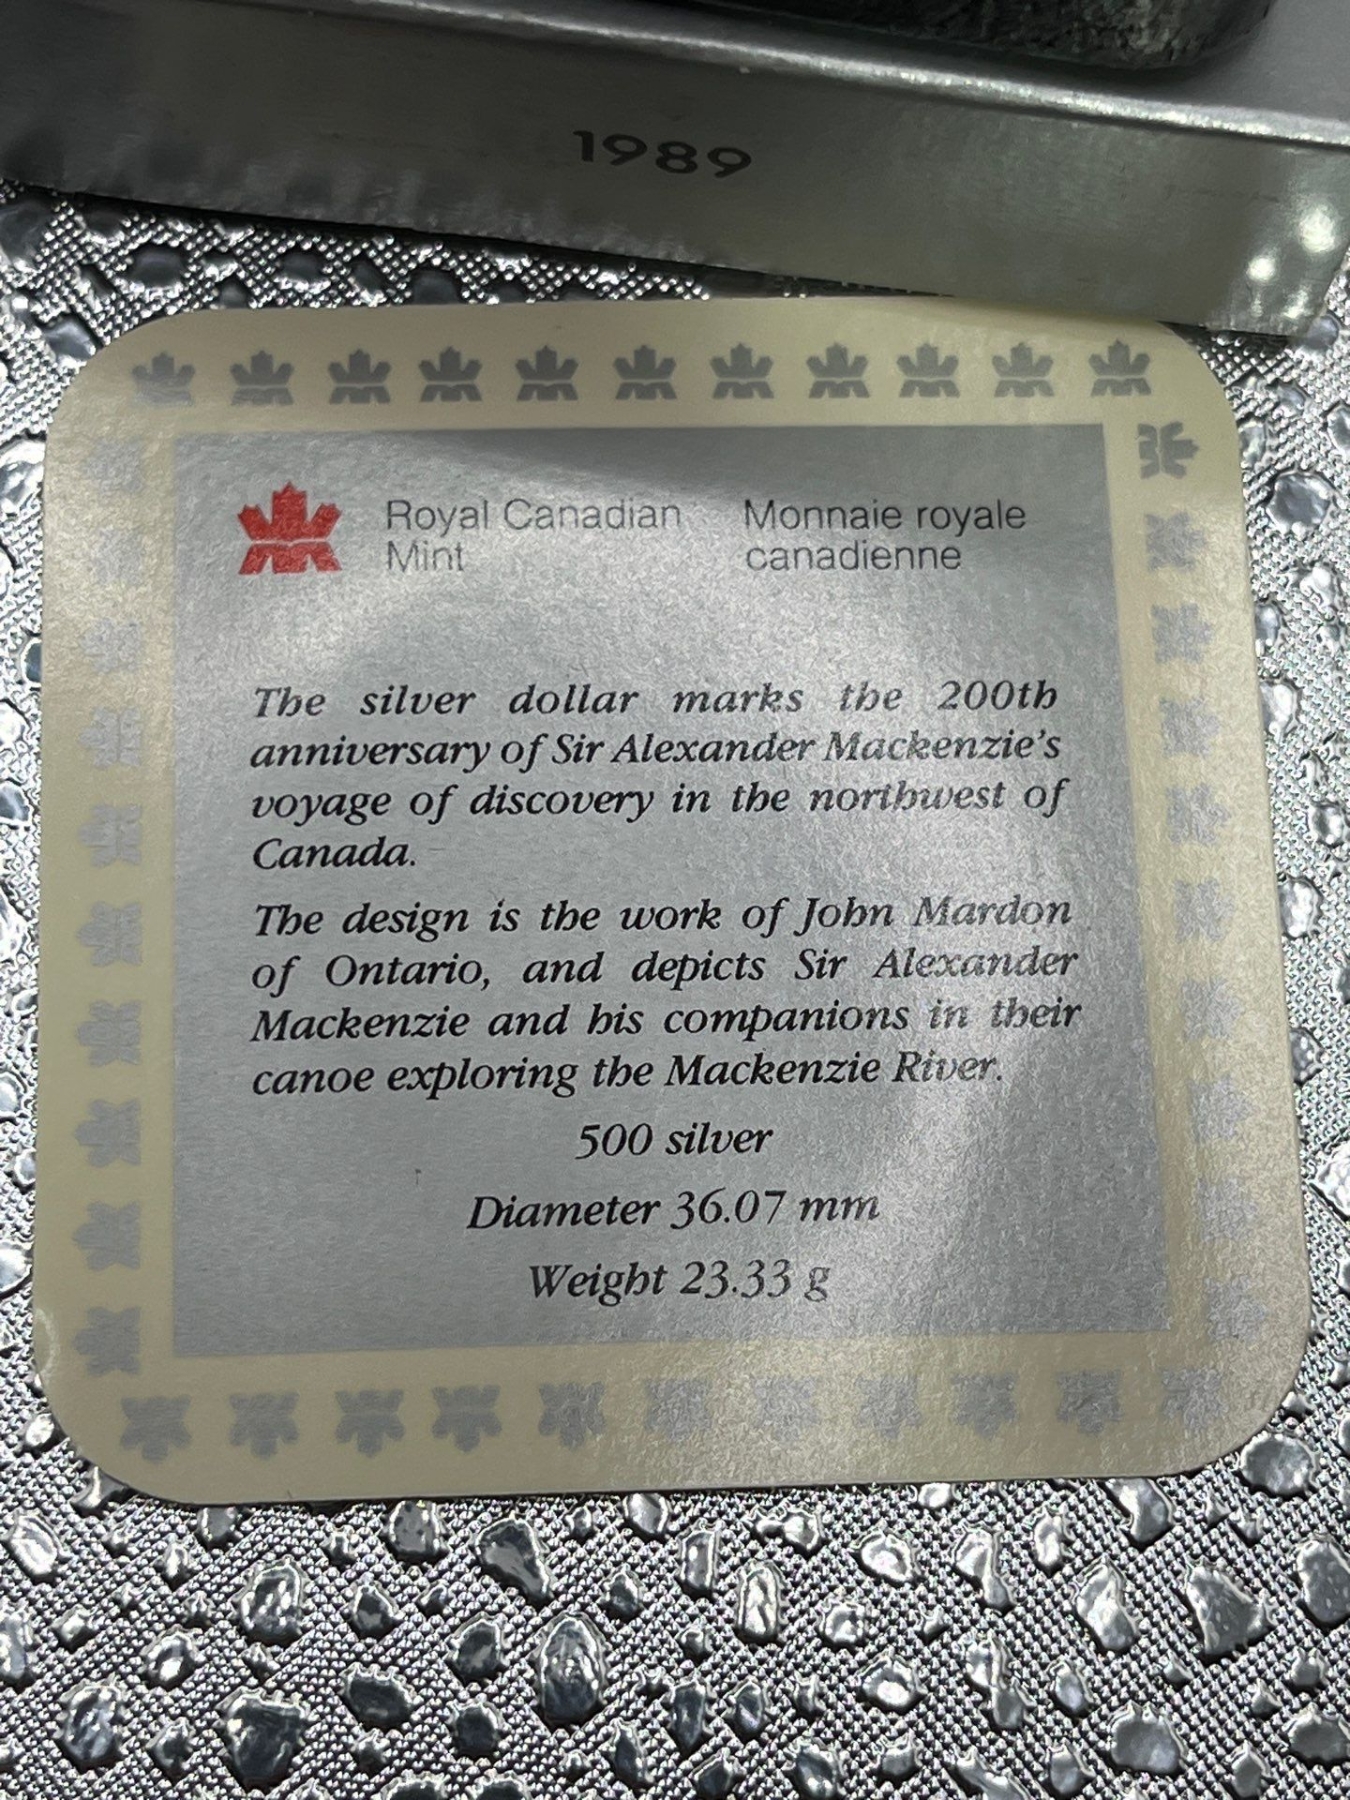 1989
Royal Canadian Mint
Monnaie royale canadienne
The silver dollar marks the 200th
anniversary of Sir Alexander Mackenzie's
voyage of discovery in the northwest of
Canada.
The design is the work of John Mardon
of Ontario, and depicts Sir Alexander
Mackenzie and his companions in their
canoe exploring the Mackenzie River.
500 silver
Diameter 36.07 mm
Weight 23.33 g